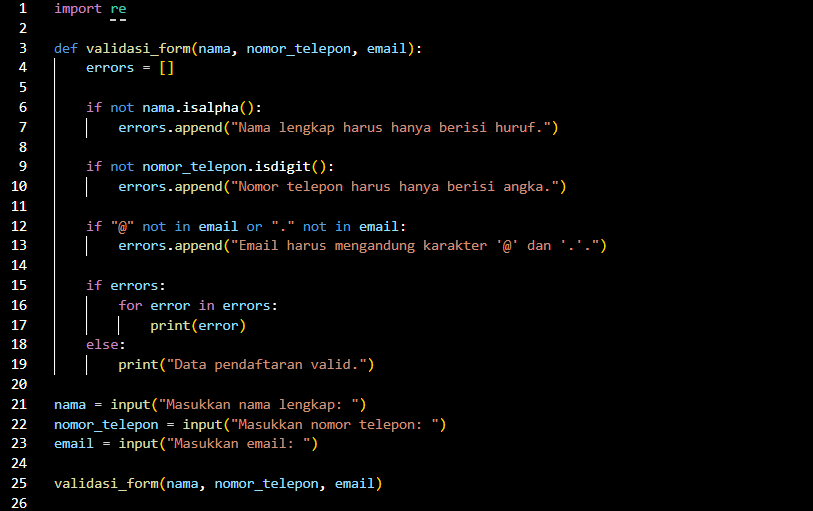 1 import re
2
3 def validasi_form(nama, nomor_telepon, email):
4     errors = []
5
6     if not nama.isalpha():
7         errors.append("Nama lengkap harus hanya berisi huruf.")
8
9     if not nomor_telepon.isdigit():
10         errors.append("Nomor telepon harus hanya berisi angka.")
11
12     if "@" not in email or "." not in email:
13         errors.append("Email harus mengandung karakter '@' dan '.'.")
14
15     if errors:
16         for error in errors:
17             print(error)
18     else:
19         print("Data pendaftaran valid.")
20
21 nama = input("Masukkan nama lengkap: ")
22 nomor_telepon = input("Masukkan nomor telepon: ")
23 email = input("Masukkan email: ")
24
25 validasi_form(nama, nomor_telepon, email)
26